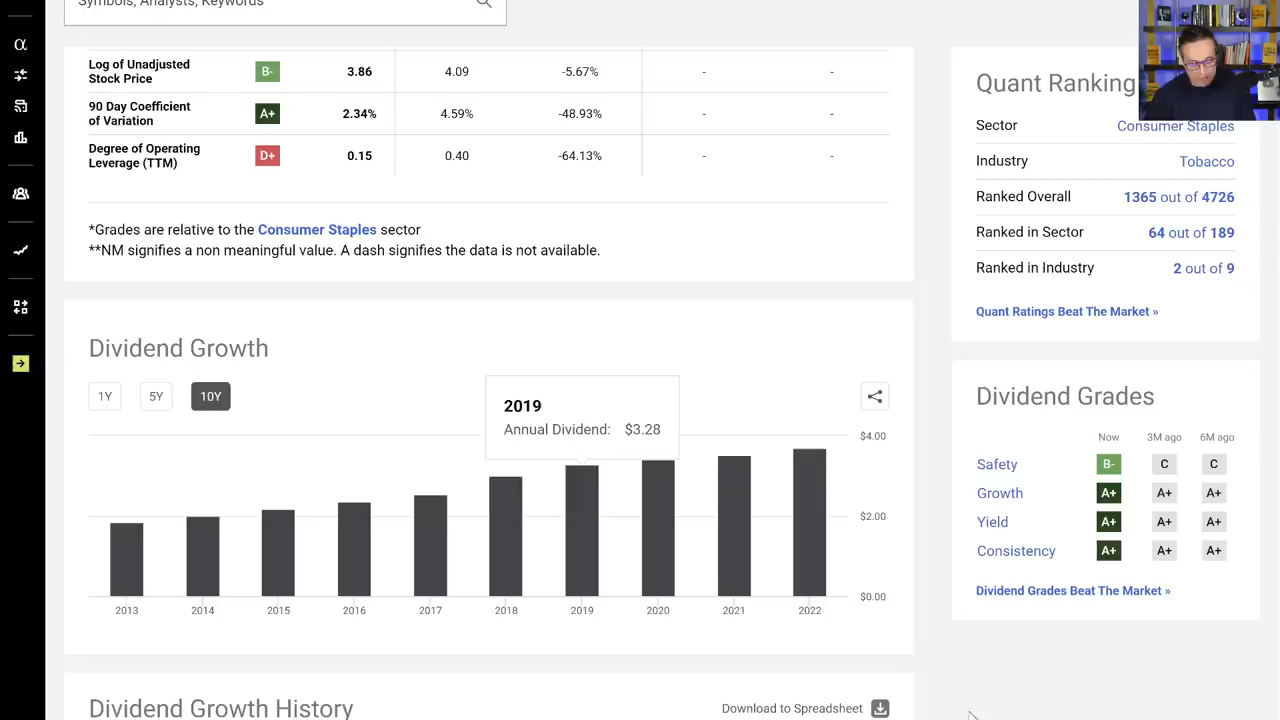 Symbols, Analysts, Keywords
Log of Unadjusted
Stock Price
B-
3.86
4.09
-5.67%
-
-
90 Day Coefficient
of Variation
A+
2.34%
4.59%
-48.93%
-
-
Degree of Operating
Leverage (TTM)
D+
0.15
0.40
-64.13%
-
-
*Grades are relative to the Consumer Staples sector
**NM signifies a non meaningful value. A dash signifies the data is not available.
Dividend Growth
1Y 5Y 10Y
2019
Annual Dividend: $3.28
$4.00
$2.00
$0.00
2013 2014 2015 2016 2017 2018 2019 2020 2021 2022
Dividend Growth History
Download to Spreadsheet
Quant Ranking
Sector Consumer Staples
Industry Tobacco
Ranked Overall 1365 out of 4726
Ranked in Sector 64 out of 189
Ranked in Industry 2 out of 9
Quant Ratings Beat The Market »
Dividend Grades
Now 3M ago 6M ago
Safety B- C C
Growth A+ A+ A+
Yield A+ A+ A+
Consistency A+ A+ A+
Dividend Grades Beat The Market »